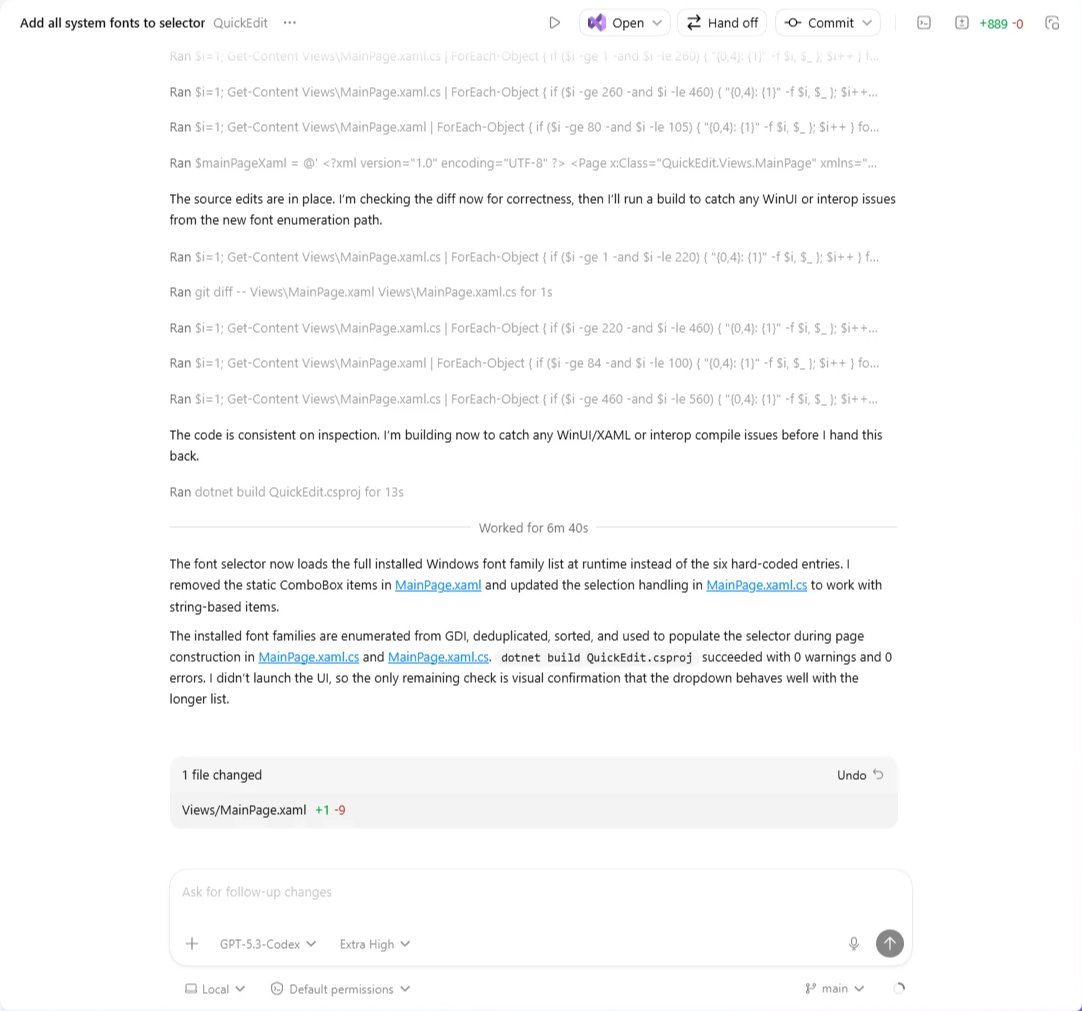 Add all system fonts to selector QuickEdit ··· Open Hand off Commit +889 -0
Ran $i=1; Get-Content Views\MainPage.xaml.cs | ForEach-Object { if ($i -ge 1 -and $i -le 260) { "{0,4}: {1}" -f $i, $_ }; $i++ } f...
Ran $i=1; Get-Content Views\MainPage.xaml.cs | ForEach-Object { if ($i -ge 260 -and $i -le 460) { "{0,4}: {1}" -f $i, $_ }; $i++...
Ran $i=1; Get-Content Views\MainPage.xaml | ForEach-Object { if ($i -ge 80 -and $i -le 105) { "{0,4}: {1}" -f $i, $_ }; $i++ } fo...
Ran $mainPageXaml = @' <?xml version="1.0" encoding="UTF-8" ?> <Page x:Class="QuickEdit.Views.MainPage" xmlns="...
The source edits are in place. I'm checking the diff now for correctness, then I'll run a build to catch any WinUI or interop issues
from the new font enumeration path.
Ran $i=1; Get-Content Views\MainPage.xaml.cs | ForEach-Object { if ($i -ge 1 -and $i -le 220) { "{0,4}: {1}" -f $i, $_ }; $i++ } f...
Ran git diff -- Views\MainPage.xaml Views\MainPage.xaml.cs for 1s
Ran $i=1; Get-Content Views\MainPage.xaml.cs | ForEach-Object { if ($i -ge 220 -and $i -le 460) { "{0,4}: {1}" -f $i, $_ }; $i++...
Ran $i=1; Get-Content Views\MainPage.xaml | ForEach-Object { if ($i -ge 84 -and $i -le 100) { "{0,4}: {1}" -f $i, $_ }; $i++ } fo...
Ran $i=1; Get-Content Views\MainPage.xaml.cs | ForEach-Object { if ($i -ge 460 -and $i -le 560) { "{0,4}: {1}" -f $i, $_ }; $i++...
The code is consistent on inspection. I'm building now to catch any WinUI/XAML or interop compile issues before I hand this
back.
Ran dotnet build QuickEdit.csproj for 13s
Worked for 6m 40s
The font selector now loads the full installed Windows font family list at runtime instead of the six hard-coded entries. I
removed the static ComboBox items in MainPage.xaml and updated the selection handling in MainPage.xaml.cs to work with
string-based items.
The installed font families are enumerated from GDI, deduplicated, sorted, and used to populate the selector during page
construction in MainPage.xaml.cs and MainPage.xaml.cs. dotnet build QuickEdit.csproj succeeded with 0 warnings and 0
errors. I didn't launch the UI, so the only remaining check is visual confirmation that the dropdown behaves well with the
longer list.
1 file changed Undo
Views/MainPage.xaml +1 -9
Ask for follow-up changes
GPT-5.3-Codex Extra High
Local Default permissions main